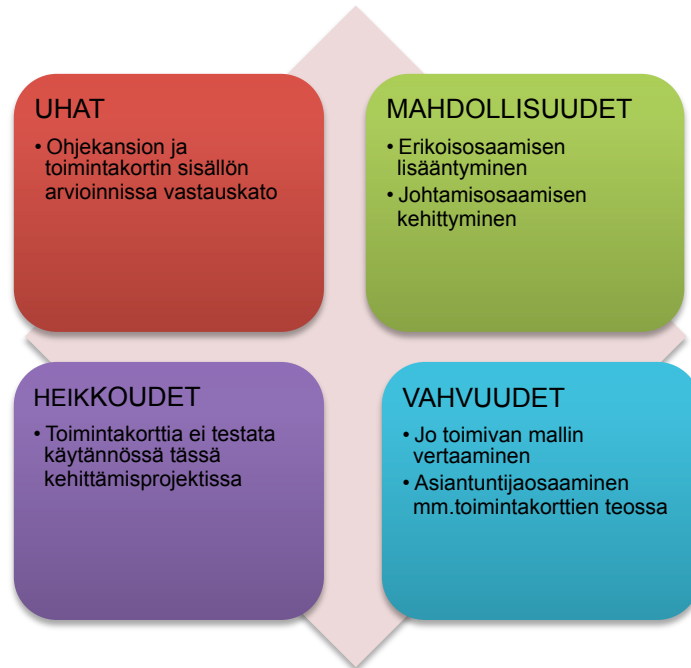 UHAT
• Ohjekansion ja
toimintakortin sisällön
arvioinnissa vastauskato
MAHDOLLISUUDET
• Erikoisosaamisen
lisääntyminen
• Johtamisosaamisen
kehittyminen
HEIKKOUDET
• Toimintakorttia ei testata
käytännössä tässä
kehittämisprojektissa
VAHVUUDET
• Jo toimivan mallin
vertaaminen
• Asiantuntijaosaaminen
mm.toimintakorttien teossa